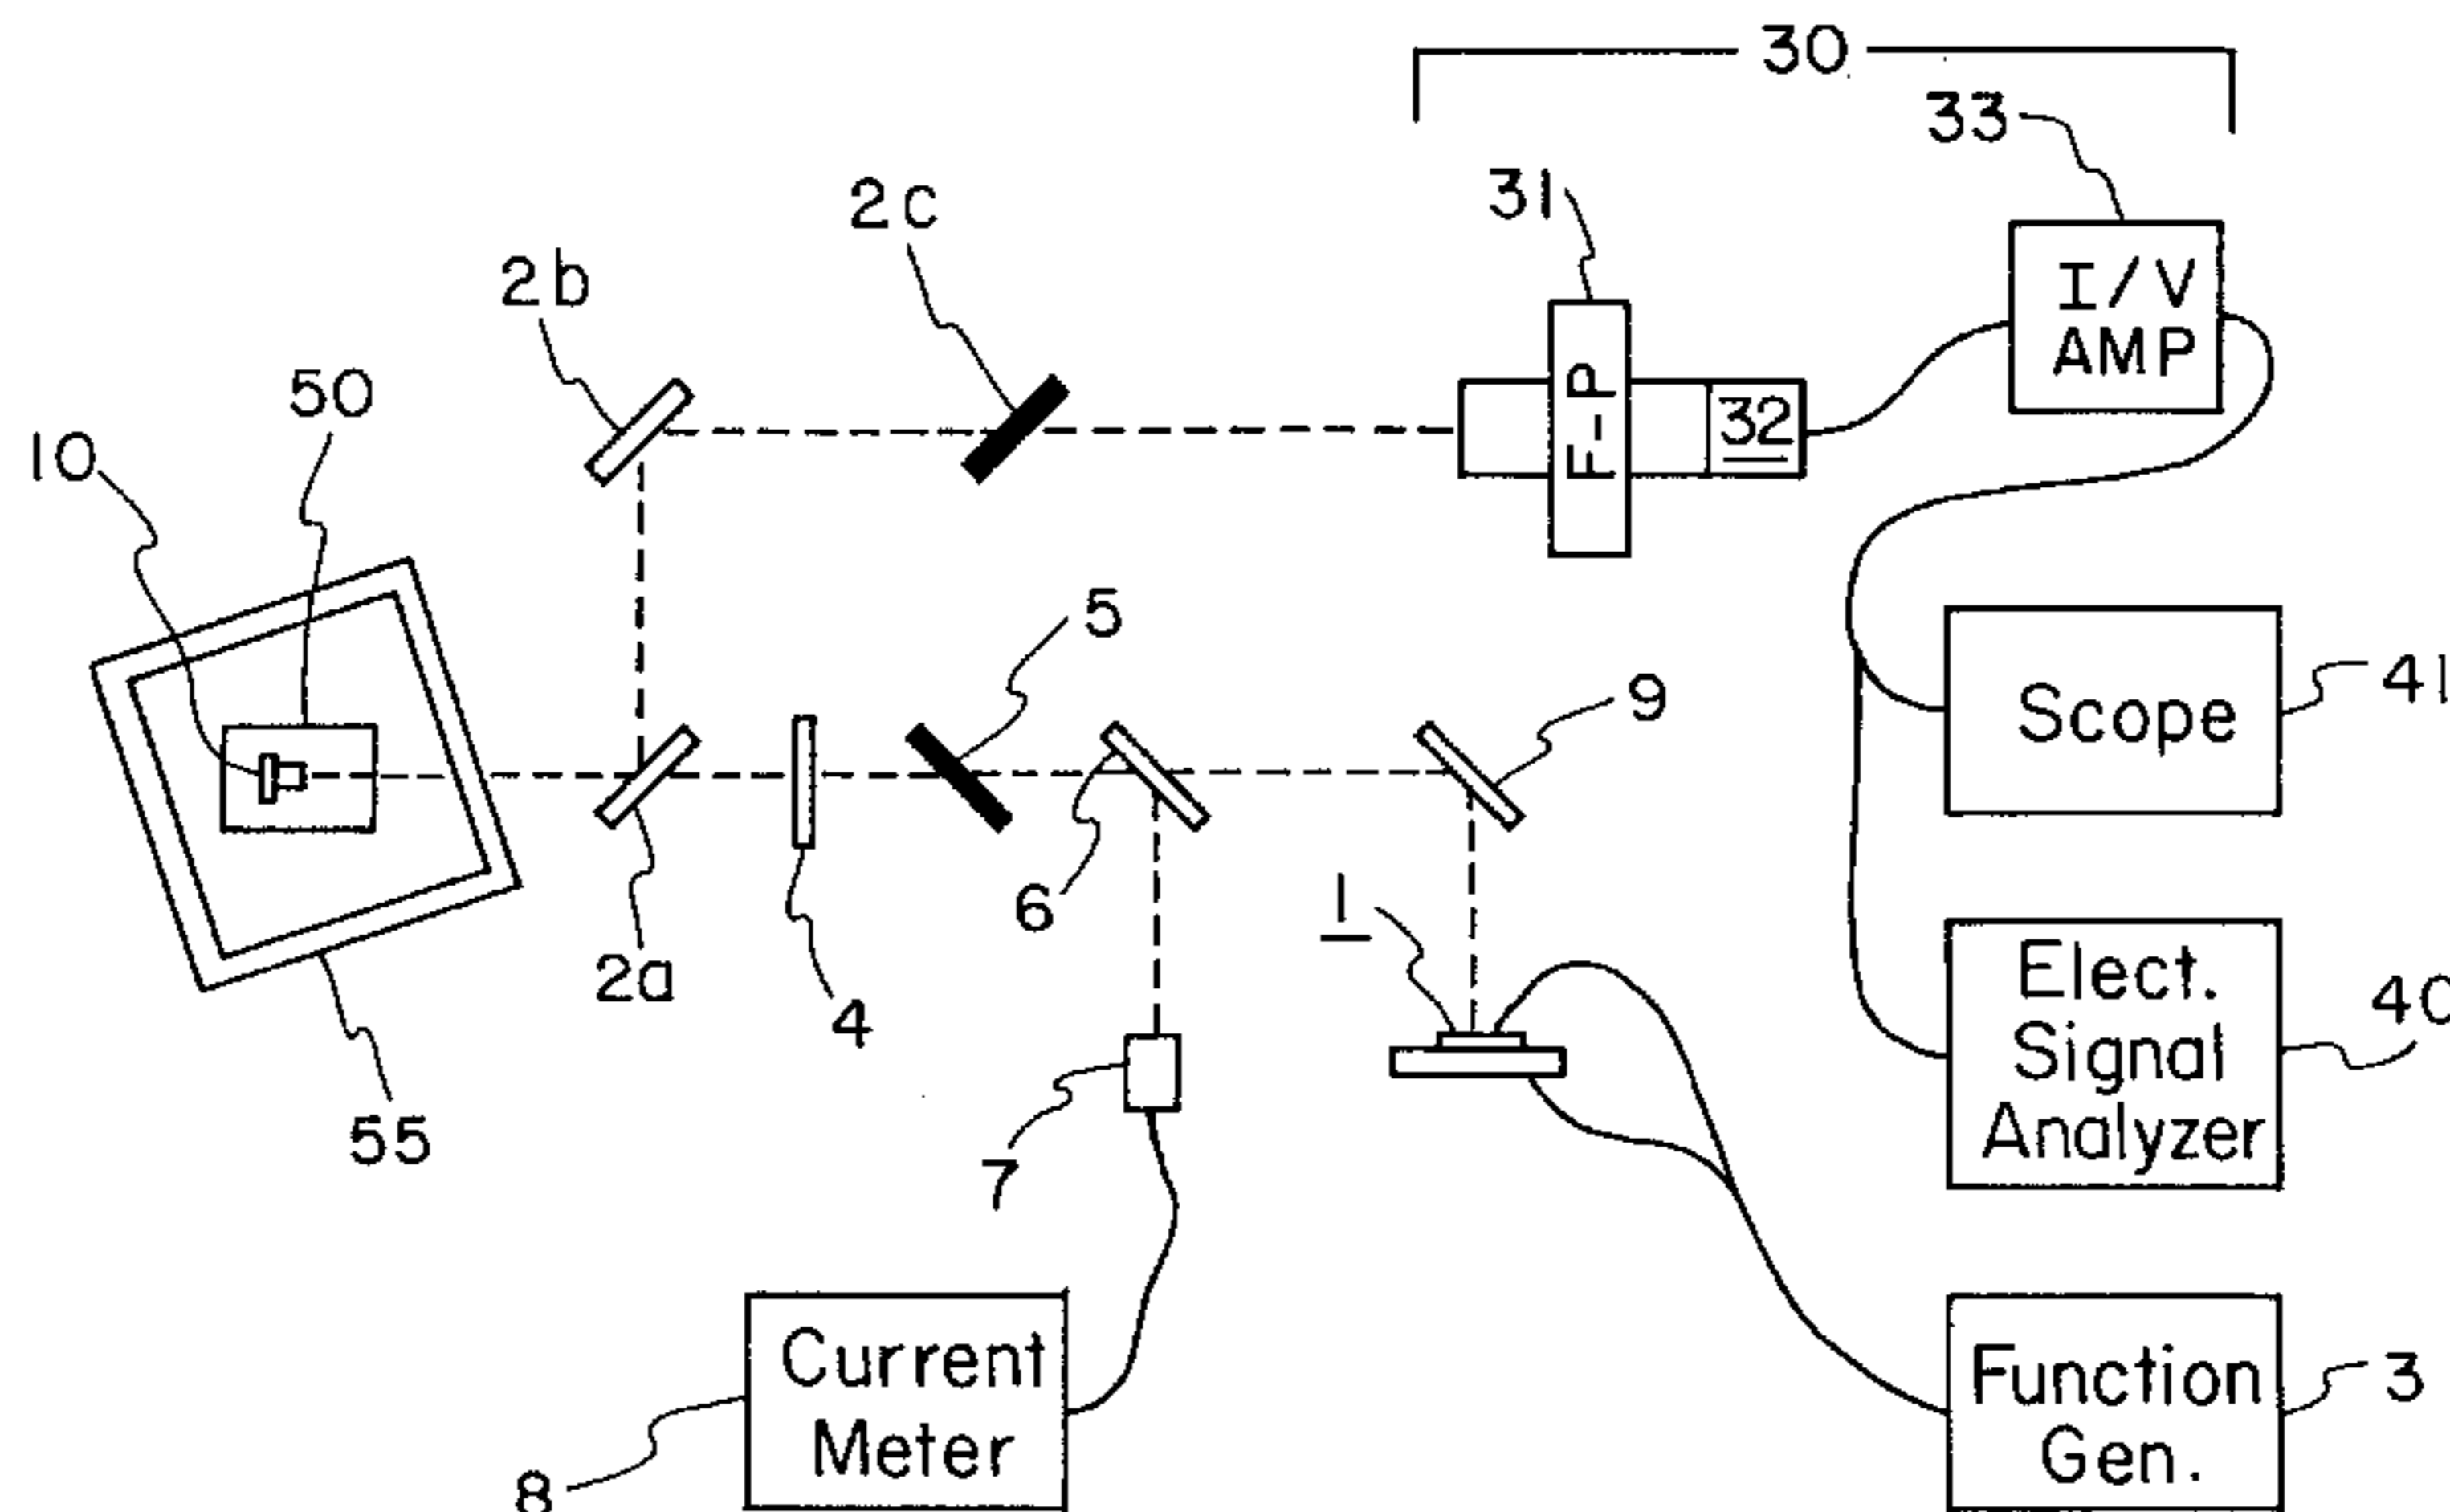 30
33
31
2c
I/V
AMP
2b
F-P
32
50
10
5
9
Scope
41
6
1
2a
4
Elect.
Signal
Analyzer
40
55
7
Current
Meter
8
Function
Gen.
3